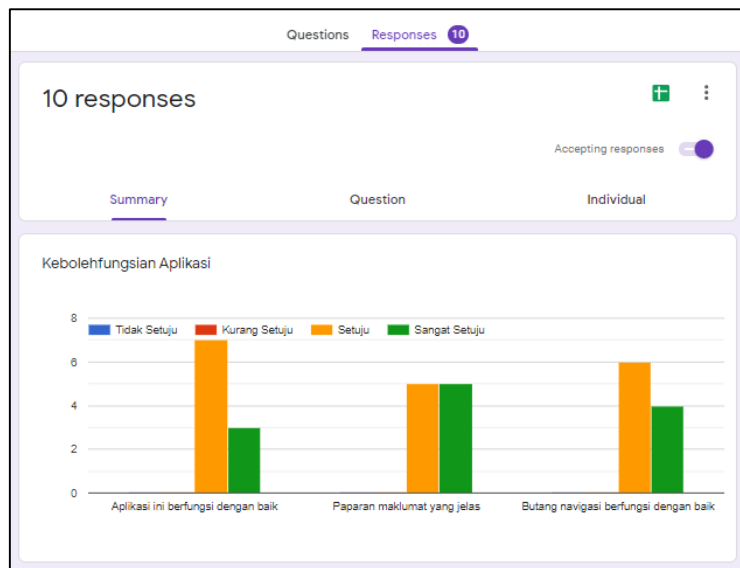 Questions Responses 10
10 responses
Accepting responses
Summary Question Individual
Kebolehfungsian Aplikasi
8
Tidak Setuju Kurang Setuju Setuju Sangat Setuju
6
4
2
0
Aplikasi ini berfungsi dengan baik Paparan maklumat yang jelas Butang navigasi berfungsi dengan baik